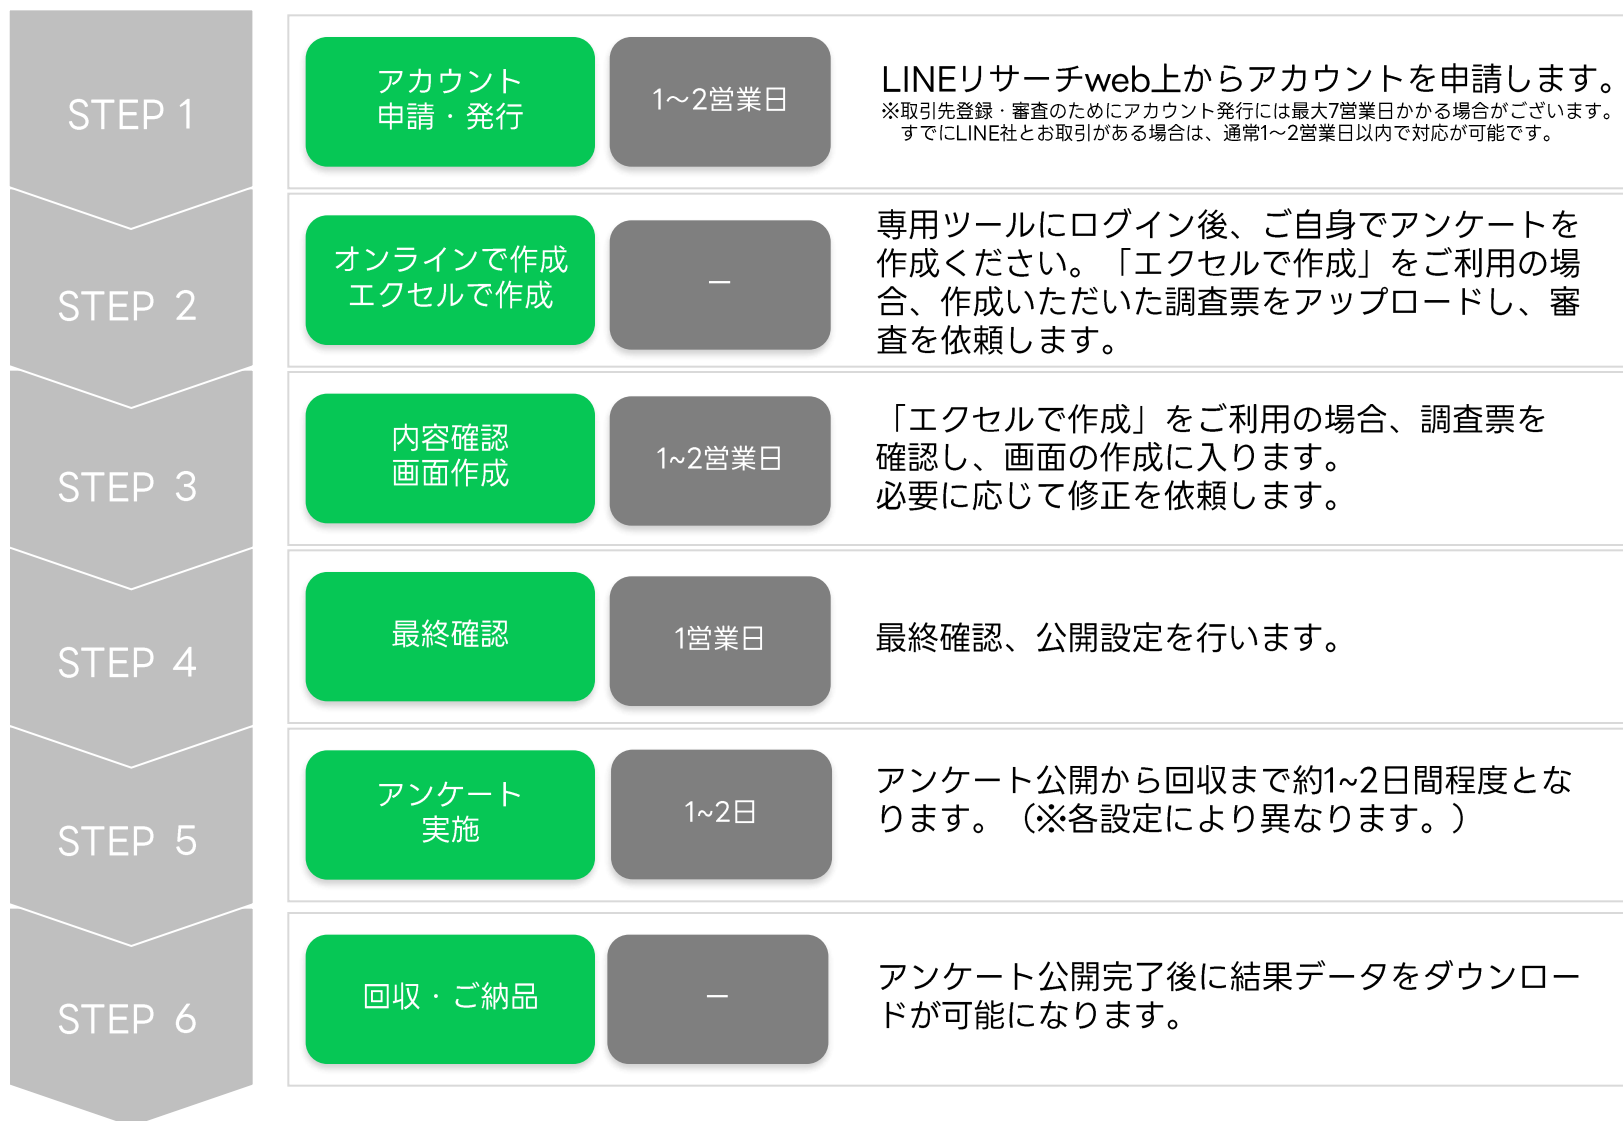 STEP 1
アカウント
申請・発行
1〜2営業日
LINEリサーチweb上からアカウントを申請します。
※取引先登録・審査のためにアカウント発行には最大7営業日かかる場合がございます。
すでにLINE社とお取引がある場合は、通常1〜2営業日以内で対応が可能です。
STEP 2
オンラインで作成
エクセルで作成
ー
専用ツールにログイン後、ご自身でアンケートを
作成ください。「エクセルで作成」をご利用の場
合、作成いただいた調査票をアップロードし、審
査を依頼します。
STEP 3
内容確認
画面作成
1~2営業日
「エクセルで作成」をご利用の場合、調査票を
確認し、画面の作成に入ります。
必要に応じて修正を依頼します。
STEP 4
最終確認
1営業日
最終確認、公開設定を行います。
STEP 5
アンケート
実施
1~2日
アンケート公開から回収まで約1~2日間程度とな
ります。（※各設定により異なります。）
STEP 6
回収・ご納品
ー
アンケート公開完了後に結果データをダウンロー
ドが可能になります。